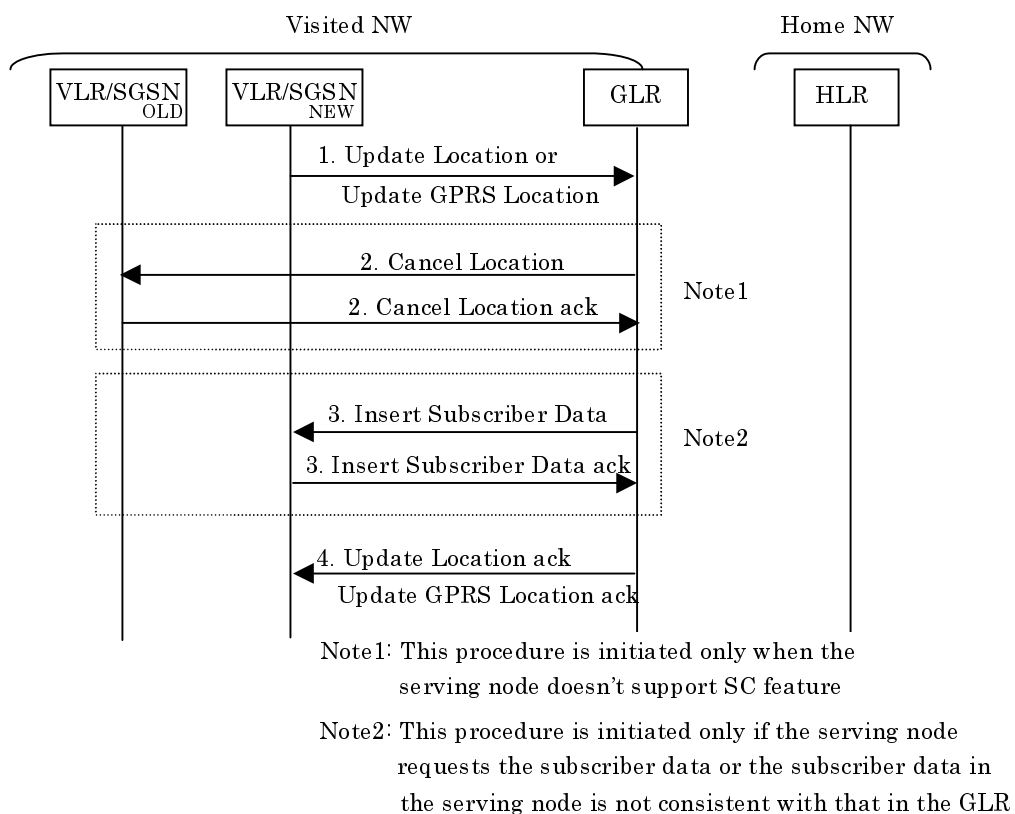 Visited NW
Home NW
VLR/SGSN
OLD
VLR/SGSN
NEW
GLR
HLR
1. Update Location or
Update GPRS Location
2. Cancel Location
2. Cancel Location ack
Note1
3. Insert Subscriber Data
3. Insert Subscriber Data ack
Note2
4. Update Location ack
Update GPRS Location ack
Note1: This procedure is initiated only when the
serving node doesn't support SC feature
Note2: This procedure is initiated only if the serving node
requests the subscriber data or the subscriber data in
the serving node is not consistent with that in the GLR